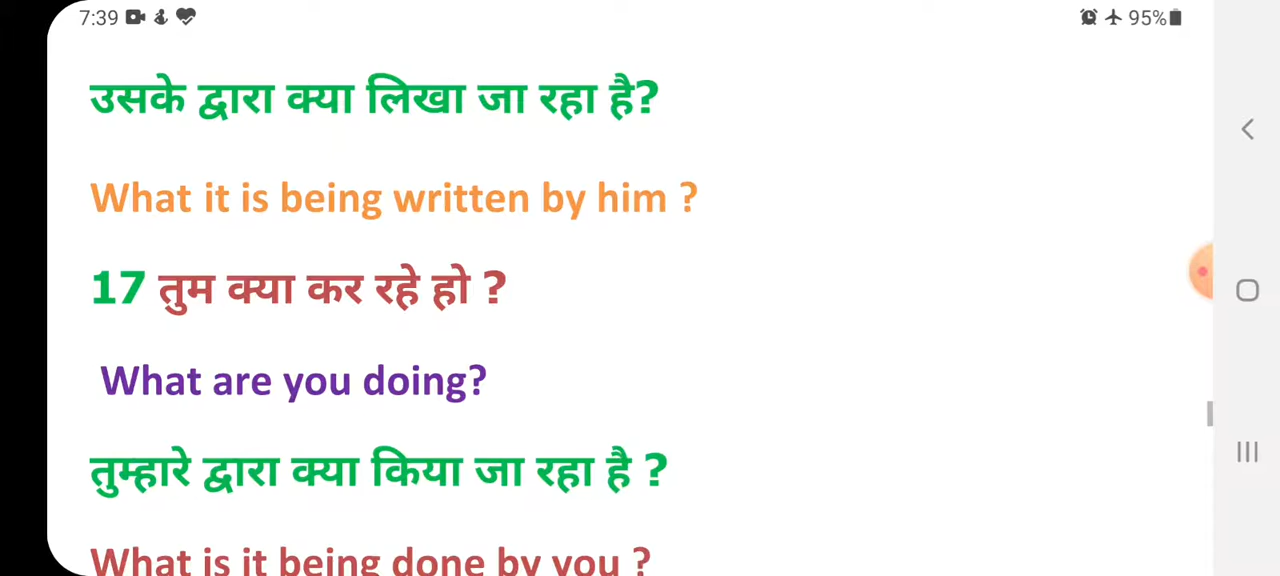 7:39 95%
उसके द्वारा क्या लिखा जा रहा है?
What it is being written by him ?
17 तुम क्या कर रहे हो ?
What are you doing?
तुम्हारे द्वारा क्या किया जा रहा है ?
What is it being done by you ?